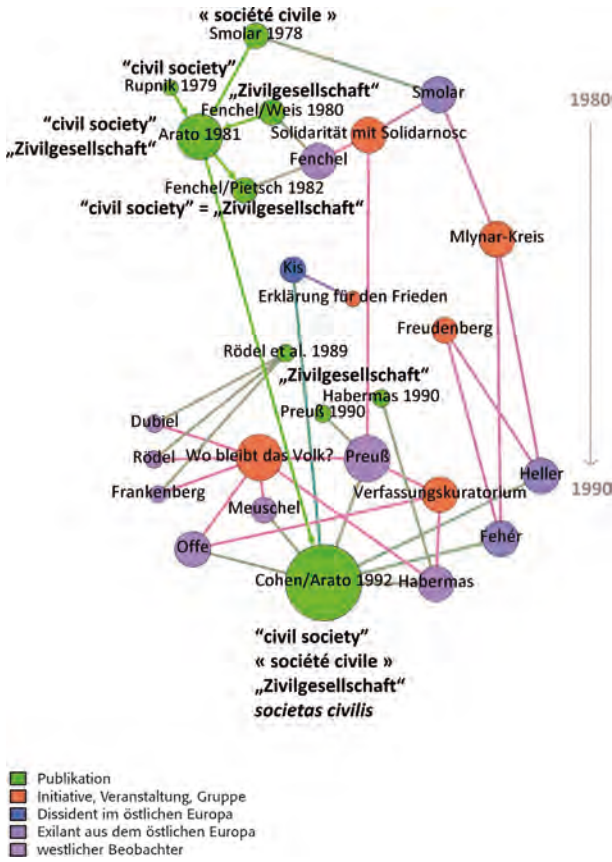 « société civile »
Smolar 1978
“civil society”
Rupnik 1979
„Zivilgesellschaft“
Fenchel/Weis 1980
Smolar
1980
“civil society”
„Zivilgesellschaft“
Arato 1981
Solidarität mit Solidarnosc
Fenchel
Fenchel/Pietsch 1982
“civil society” = „Zivilgesellschaft“
Mlynar-Kreis
Kis
Erklärung für den Frieden
Freudenberg
Rödel et al. 1989
„Zivilgesellschaft“
Habermas 1990
Preuß 1990
Dubiel
Rödel
Wo bleibt das Volk?
Preuß
Heller
Frankenberg
Verfassungskuratorium
1990
Meuschel
Offe
Fehér
Cohen/Arato 1992
Habermas
“civil society”
« société civile »
„Zivilgesellschaft“
societas civilis
Publikation
Initiative, Veranstaltung, Gruppe
Dissident im östlichen Europa
Exilant aus dem östlichen Europa
westlicher Beobachter